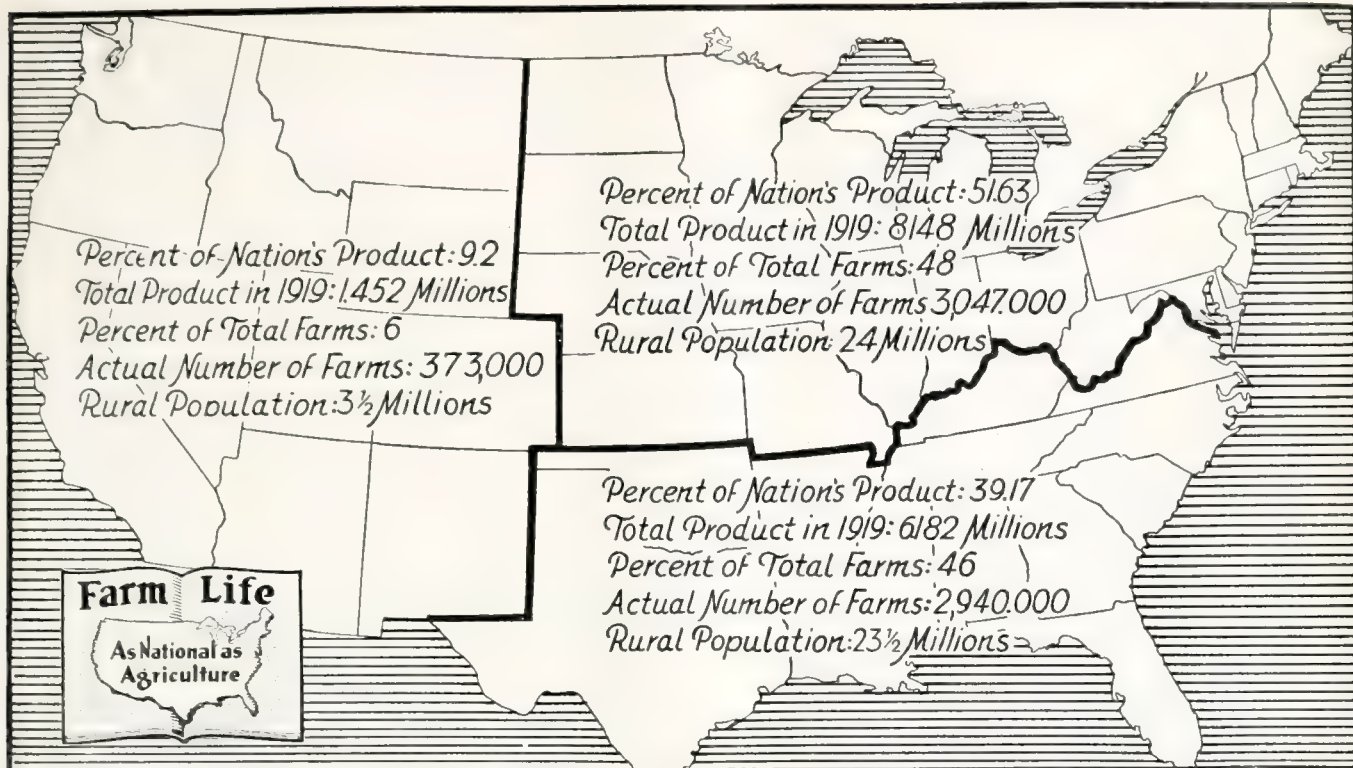 Percent of Nation's Product: 9.2
Total Product in 1919: 1.452 Millions
Percent of Total Farms: 6
Actual Number of Farms: 373,000
Rural Population: 3½ Millions
Percent of Nation's Product: 51.63
Total Product in 1919: 8148 Millions
Percent of Total Farms: 48
Actual Number of Farms 3,047.000
Rural Population: 24 Millions
Percent of Nation's Product: 39.17
Total Product in 1919: 6182 Millions
Percent of Total Farms: 46
Actual Number of Farms: 2,940.000
Rural Population: 23½ Millions
Farm Life
As National as
Agriculture